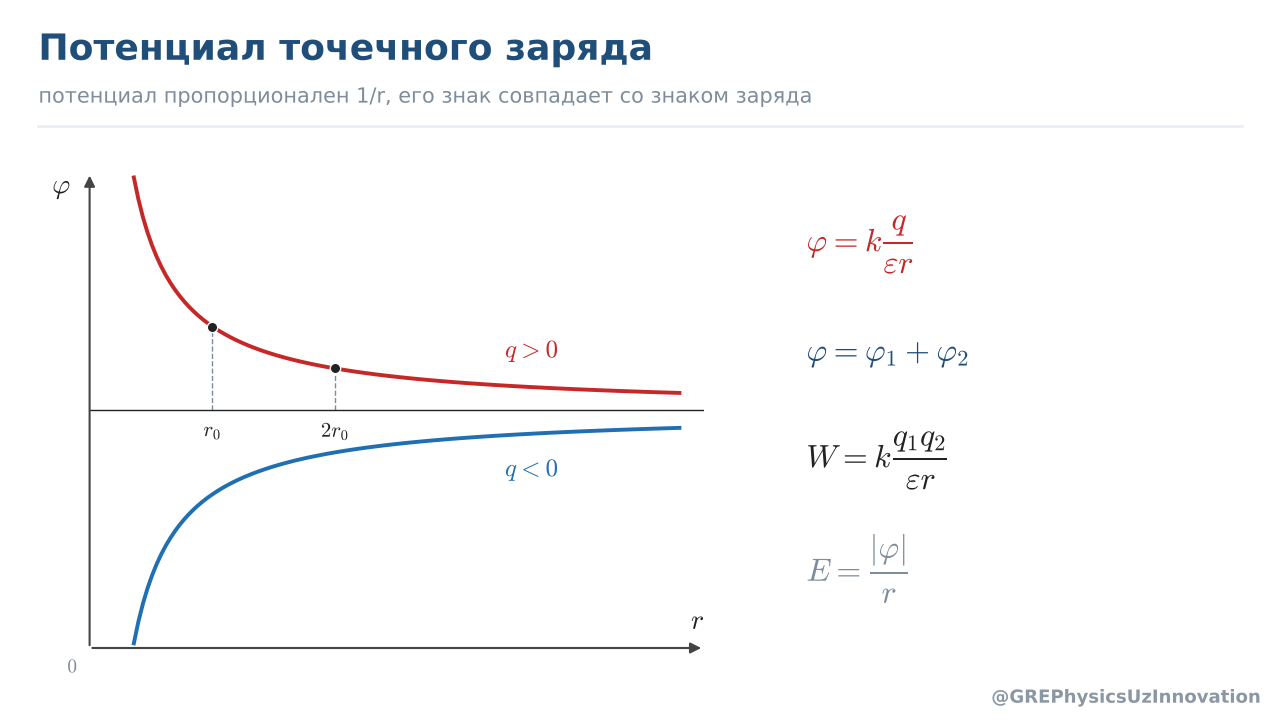 Потенциал точечного заряда
потенциал пропорционален 1/r, его знак совпадает со знаком заряда
φ
q > 0
r₀
2r₀
q < 0
r
0
φ = k q/(εr)
φ = φ₁ + φ₂
W = k q₁q₂/(εr)
E = |φ|/r
@GREPhysicsUzInnovation